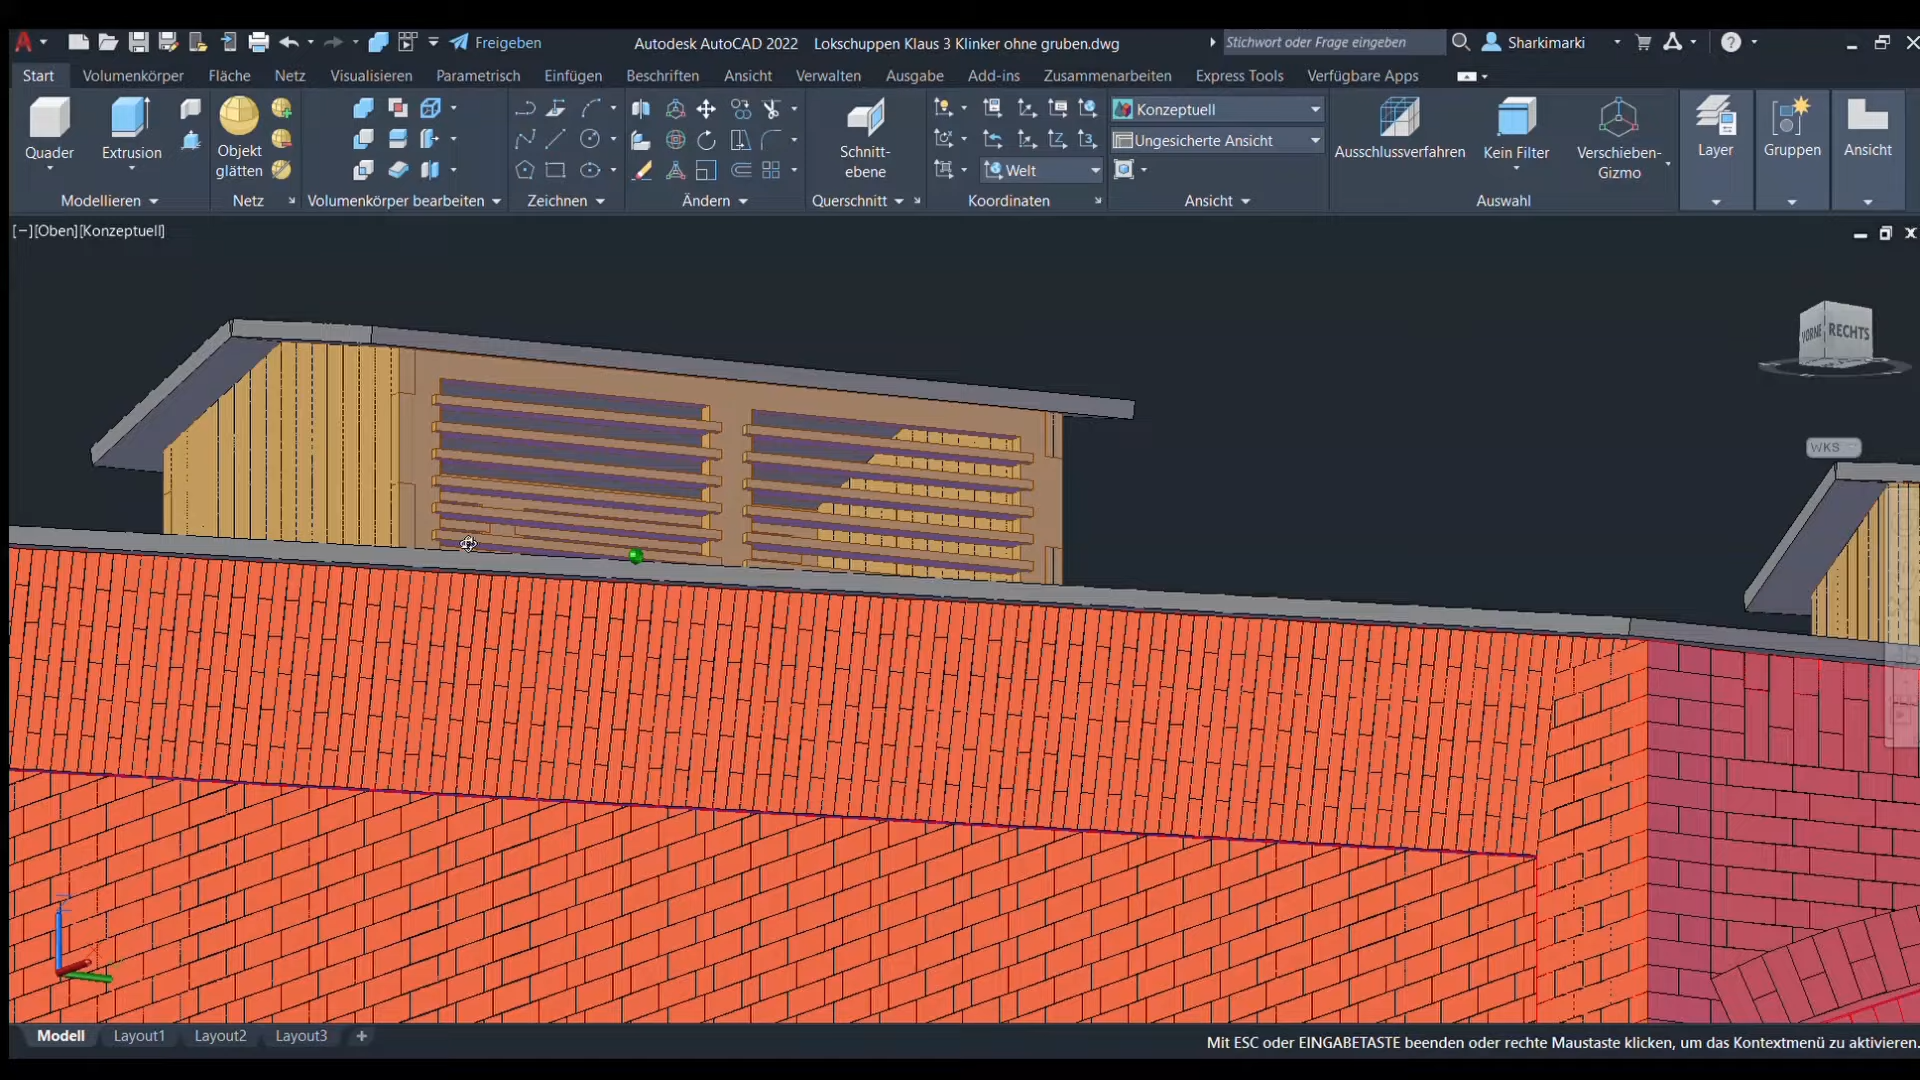 Freigeben
Autodesk AutoCAD 2022 Lokschuppen Klaus 3 Klinker ohne gruben.dwg
Stichwort oder Frage eingeben
Sharkimarki
Start Volumenkörper Fläche Netz Visualisieren Parametrisch Einfügen Beschriften Ansicht Verwalten Ausgabe Add-ins Zusammenarbeiten Express Tools Verfügbare Apps
Quader
Extrusion
Objekt
glätten
Schnitt-
ebene
Welt
Konzeptuell
Ungesicherte Ansicht
Ausschlussverfahren
Kein Filter
Verschieben-
Gizmo
Layer
Gruppen
Ansicht
Modellieren Netz Volumenkörper bearbeiten Zeichnen Ändern Querschnitt Koordinaten Ansicht Auswahl
[−][Oben][Konzeptuell]
VORNE RECHTS
WKS
Modell Layout1 Layout2 Layout3 +
Mit ESC oder EINGABETASTE beenden oder rechte Maustaste klicken, um das Kontextmenü zu aktivieren.